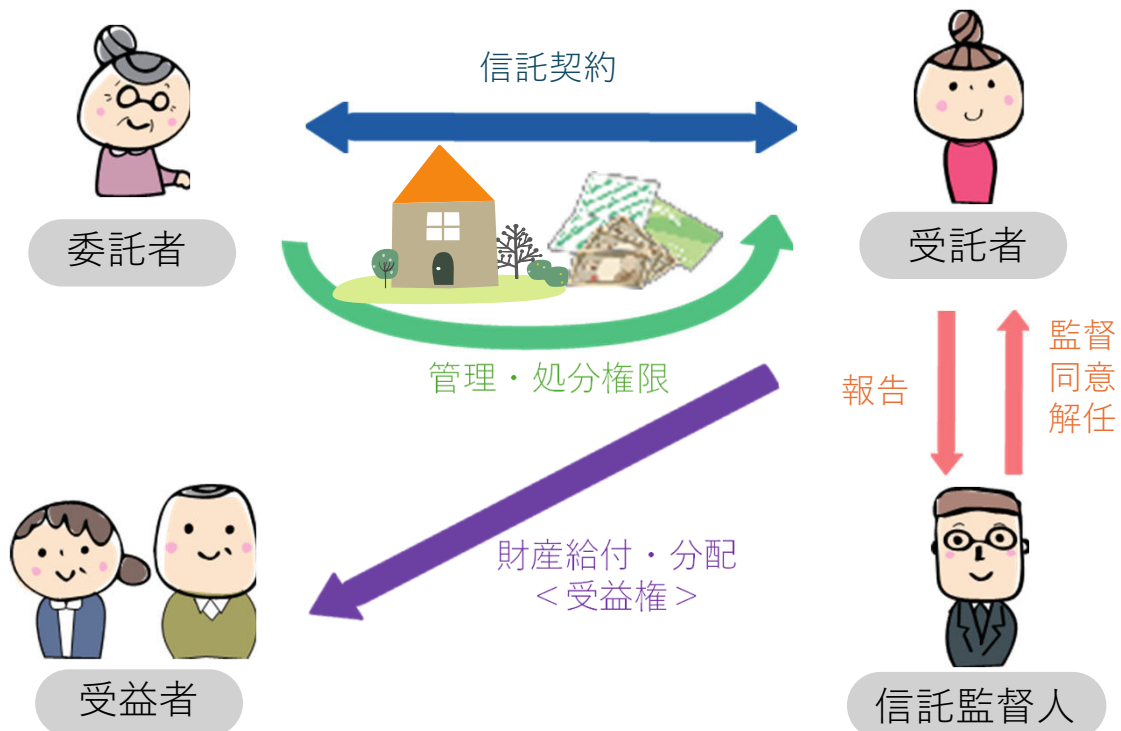 信託契約
委託者
受託者
管理・処分権限
報告
監督
同意
解任
財産給付・分配
＜受益権＞
受益者
信託監督人